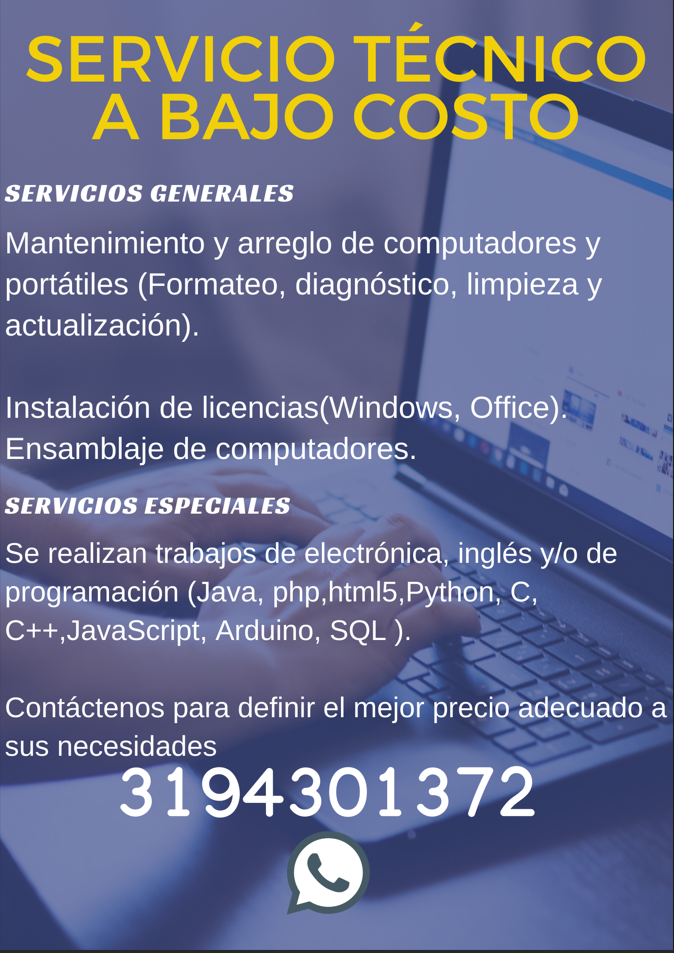 SERVICIO TÉCNICO
A BAJO COSTO
SERVICIOS GENERALES
Mantenimiento y arreglo de computadores y
portátiles (Formateo, diagnóstico, limpieza y
actualización).
Instalación de licencias(Windows, Office).
Ensamblaje de computadores.
SERVICIOS ESPECIALES
Se realizan trabajos de electrónica, inglés y/o de
programación (Java, php,html5,Python, C,
C++,JavaScript, Arduino, SQL ).
Contáctenos para definir el mejor precio adecuado a
sus necesidades
3194301372